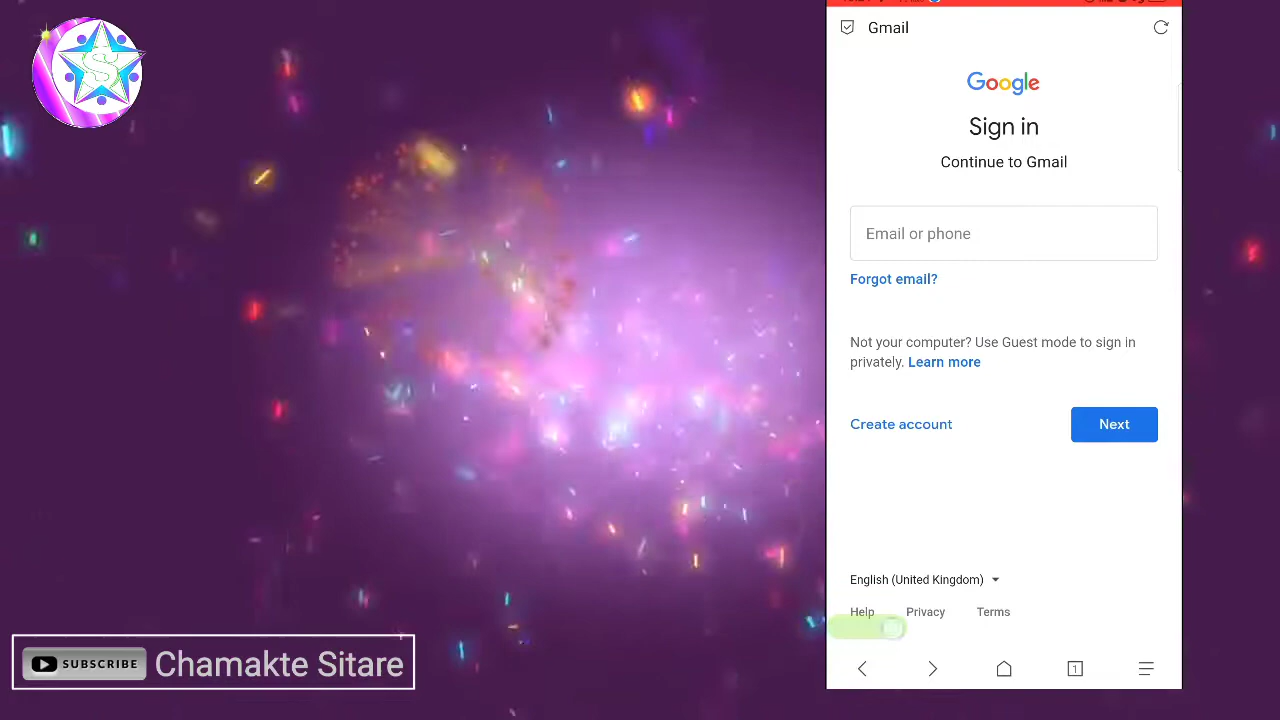 Gmail
Google
Sign in
Continue to Gmail
Email or phone
Forgot email?
Not your computer? Use Guest mode to sign in
privately. Learn more
Create account
Next
English (United Kingdom)
Help Privacy Terms
1
S
SUBSCRIBE Chamakte Sitare